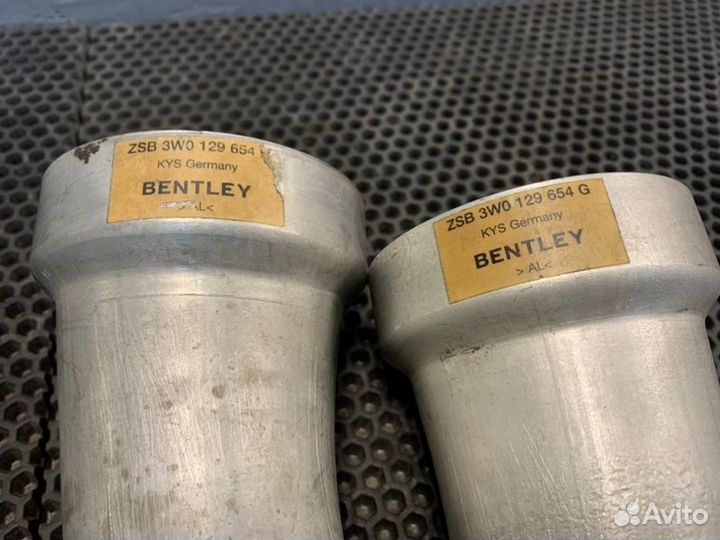 ZSB 3W0 129 654
KYS Germany
BENTLEY
AL<
ZSB 3W0 129 654 G
KYS Germany
BENTLEY
> AL<
Avito